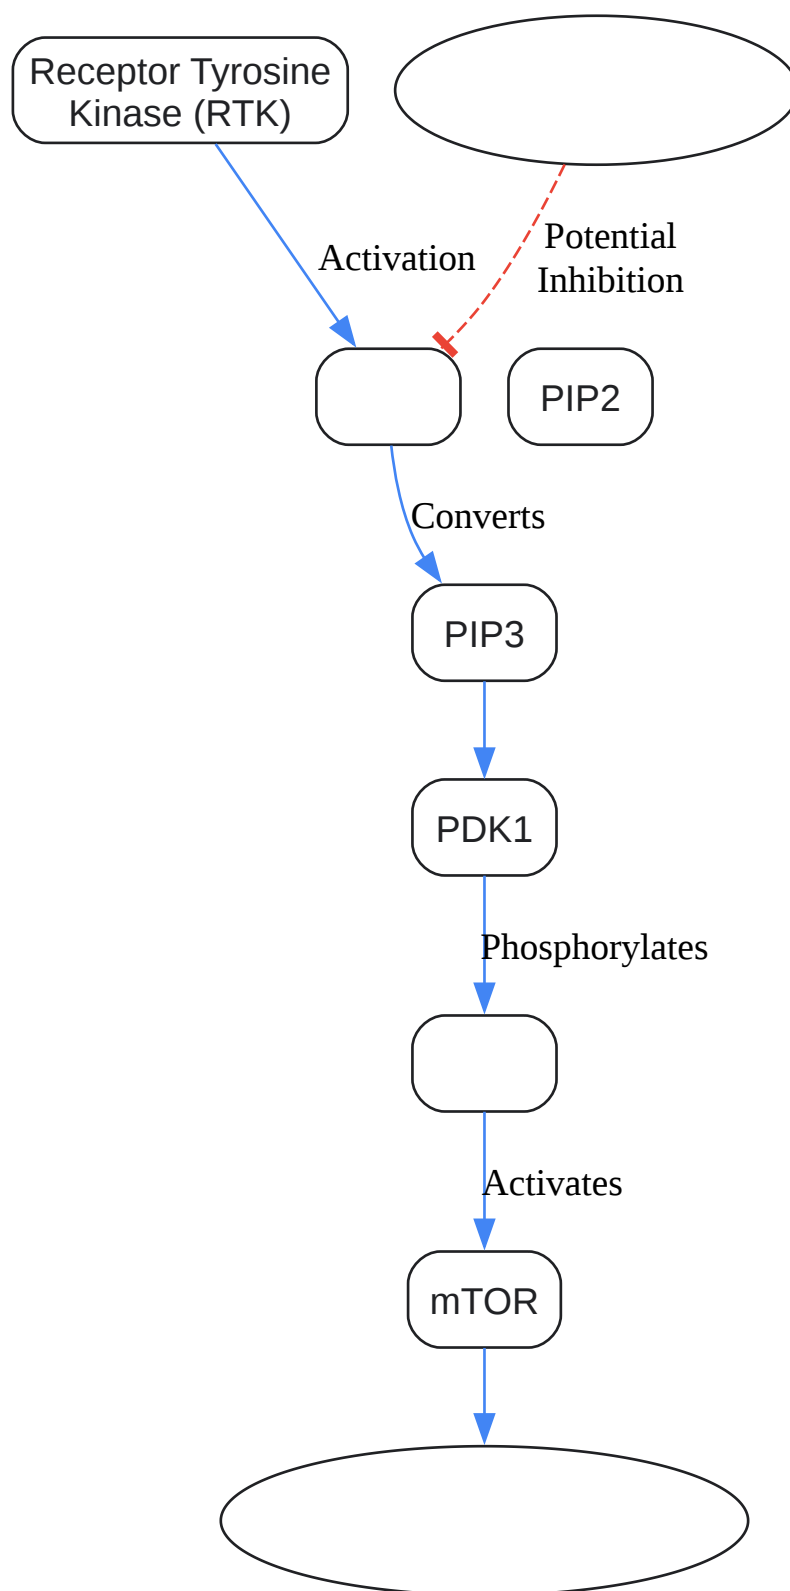 Receptor Tyrosine
Kinase (RTK)
Activation
Potential
Inhibition
PIP2
Converts
PIP3
PDK1
Phosphorylates
Activates
mTOR